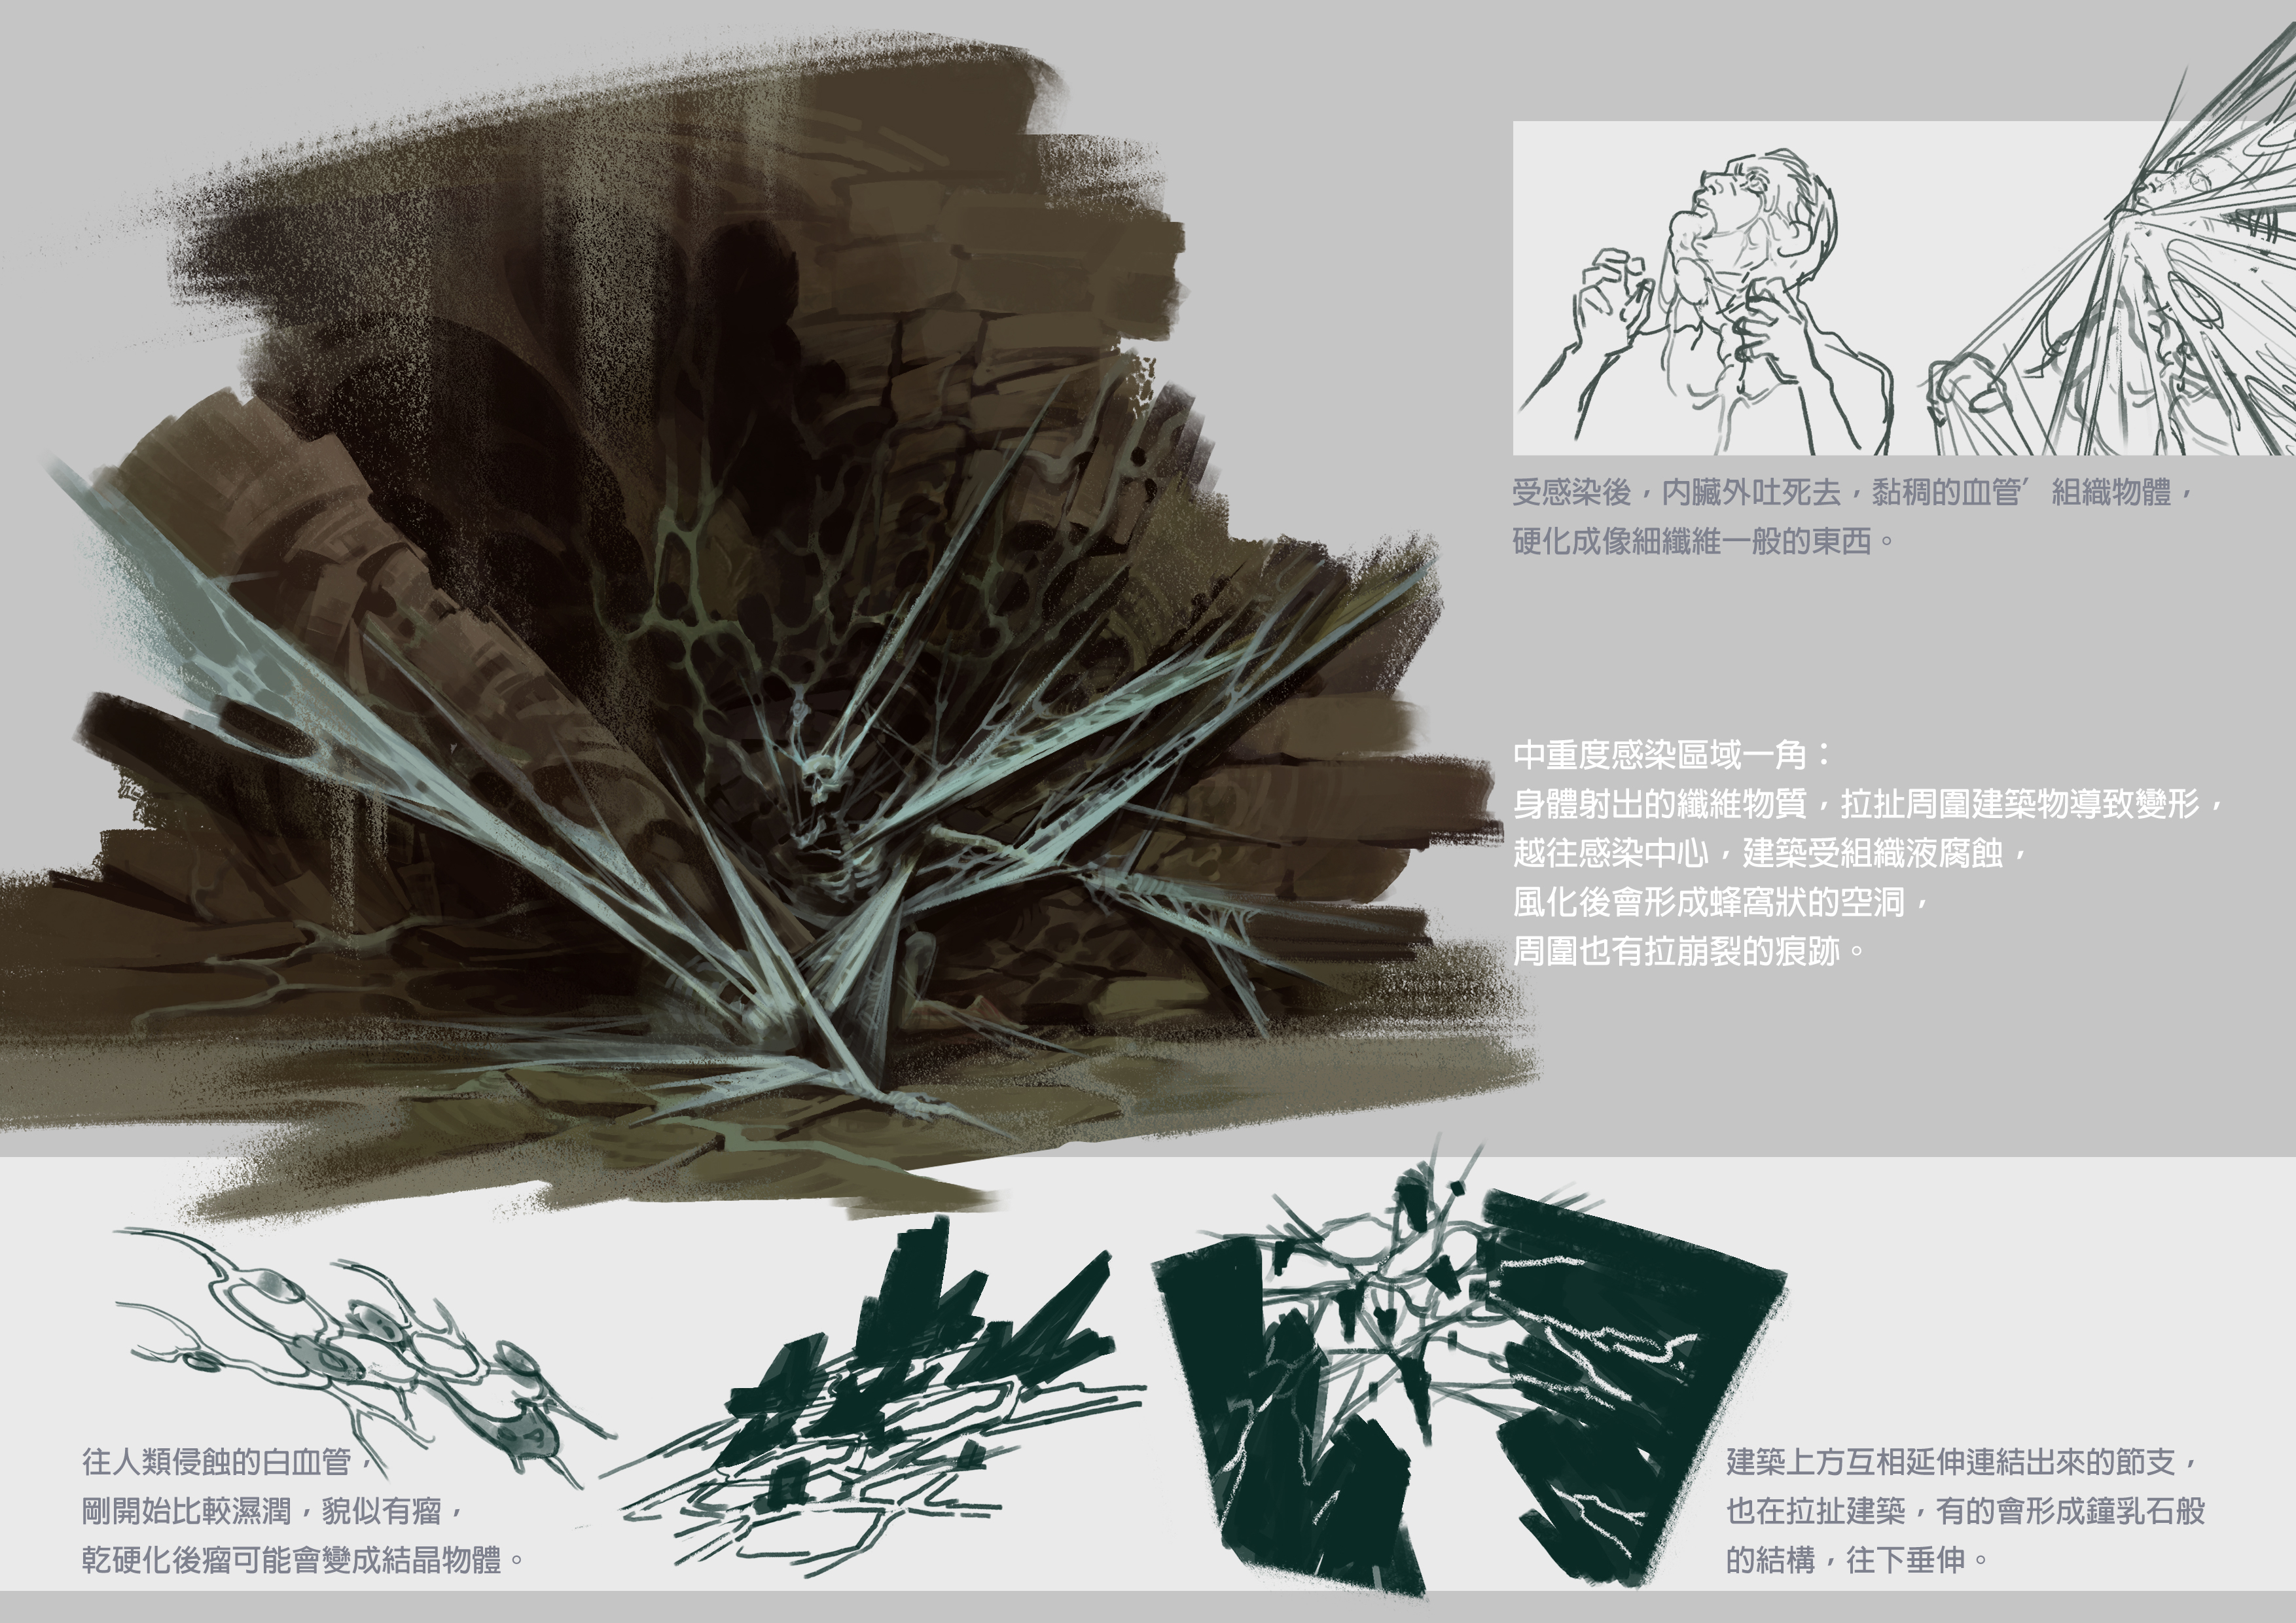 受感染後，內臟外吐死去，黏稠的血管′ 組織物體，
硬化成像細纖維一般的東西。
中重度感染區域一角：
身體射出的纖維物質，拉扯周圍建築物導致變形，
越往感染中心，建築受組織液腐蝕，
風化後會形成蜂窩狀的空洞，
周圍也有拉崩裂的痕跡。
往人類侵蝕的白血管，
剛開始比較濕潤，貌似有瘤，
乾硬化後瘤可能會變成結晶物體。
建築上方互相延伸連結出來的節支，
也在拉扯建築，有的會形成鐘乳石般
的結構，往下垂伸。